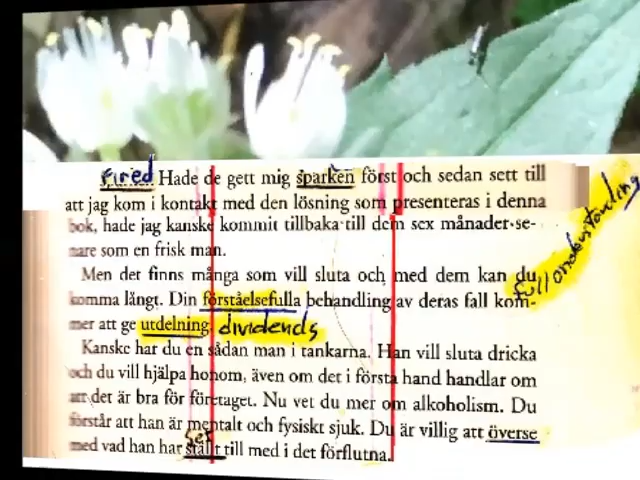 fired Hade de gett mig sparken först och sedan sett till
att jag kom i kontakt med den lösning som presenteras i denna
bok, hade jag kanske kommit tillbaka till dem sex månader se-
nare som en frisk man.
Men det finns många som vill sluta och med dem kan du
full understanding
komma långt. Din förståelsefulla behandling av deras fall kom-
mer att ge utdelning. dividends
Kanske har du en sådan man i tankarna. Han vill sluta dricka
och du vill hjälpa honom, även om det i första hand handlar om
att det är bra för företaget. Nu vet du mer om alkoholism. Du
förstår att han är mentalt och fysiskt sjuk. Du är villig att överse
set
med vad han har ställt till med i det förflutna.